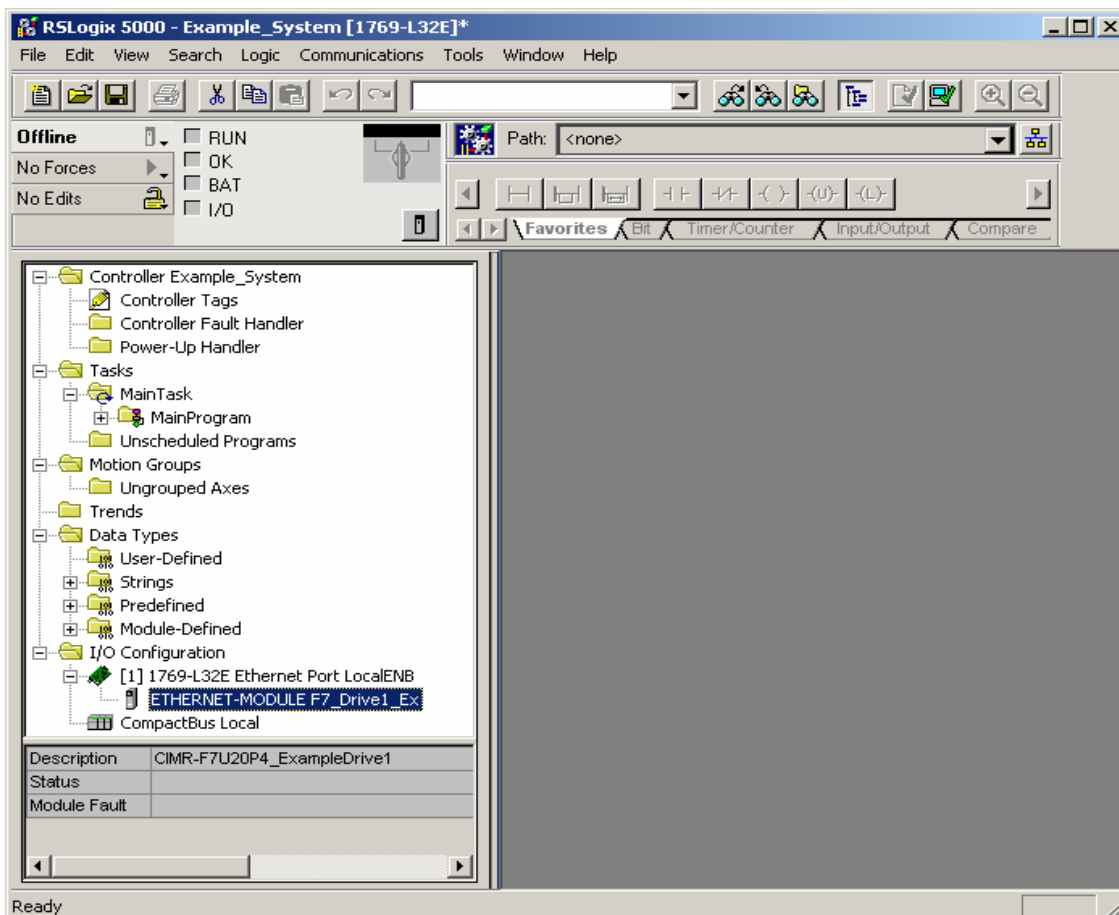 RSLogix 5000 - Example_System [1769-L32E]*
File Edit View Search Logic Communications Tools Window Help
Offline
RUN
No Forces
OK
No Edits
BAT
I/O
Path: <none>
Favorites Bit Timer/Counter Input/Output Compare
Controller Example_System
Controller Tags
Controller Fault Handler
Power-Up Handler
Tasks
MainTask
MainProgram
Unscheduled Programs
Motion Groups
Ungrouped Axes
Trends
Data Types
User-Defined
Strings
Predefined
Module-Defined
I/O Configuration
[1] 1769-L32E Ethernet Port LocalENB
ETHERNET-MODULE F7_Drive1_Ex
CompactBus Local
Description CIMR-F7U20P4_ExampleDrive1
Status
Module Fault
Ready